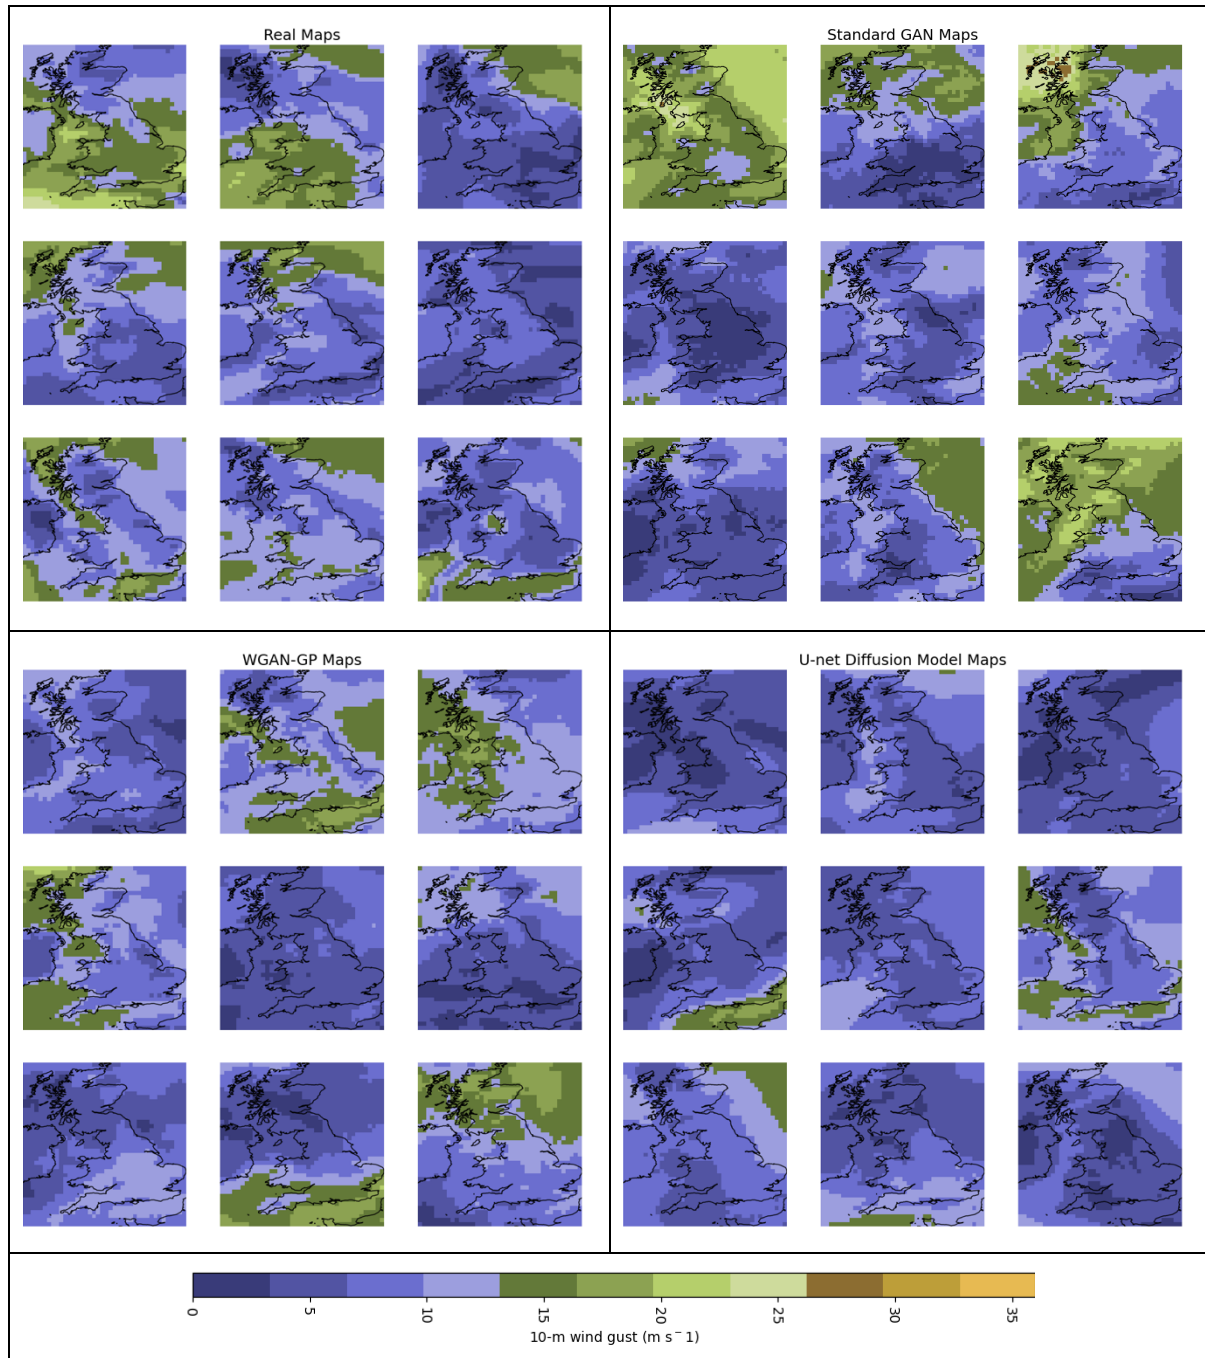 Real Maps
Standard GAN Maps
WGAN-GP Maps
U-net Diffusion Model Maps
0 5 10 15 20 25 30 35
10-m wind gust (m s⁻¹)